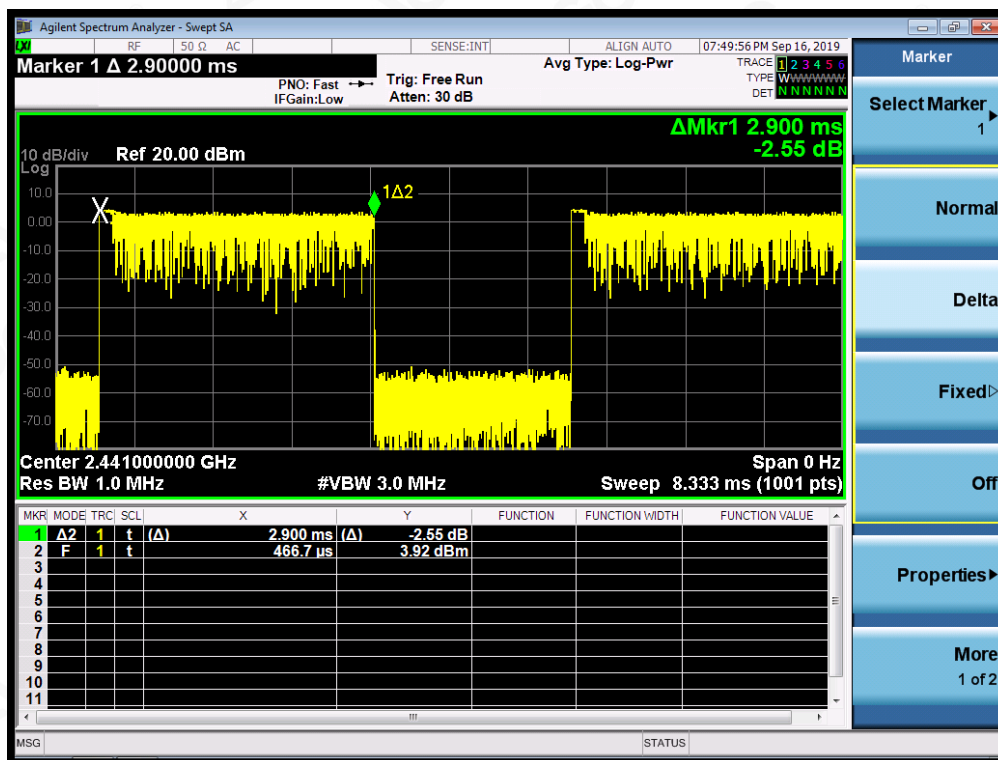 Agilent Spectrum Analyzer - Swept SA
LXI RF 50 Ω AC SENSE:INT ALIGN AUTO 07:49:56 PM Sep 16, 2019
Marker 1 Δ 2.90000 ms
PNO: Fast
IFGain:Low
Trig: Free Run
Atten: 30 dB
Avg Type: Log-Pwr
TRACE 1 2 3 4 5 6
TYPE WWWWWWW
DET N N N N N N
ΔMkr1 2.900 ms
-2.55 dB
10 dB/div Ref 20.00 dBm
Log
10.0
0.00
-10.0
-20.0
-30.0
-40.0
-50.0
-60.0
-70.0
1Δ2
Center 2.441000000 GHz Span 0 Hz
Res BW 1.0 MHz #VBW 3.0 MHz Sweep 8.333 ms (1001 pts)
MKR MODE TRC SCL X Y FUNCTION FUNCTION WIDTH FUNCTION VALUE
1 Δ2 1 t (Δ) 2.900 ms (Δ) -2.55 dB
2 F 1 t 466.7 µs 3.92 dBm
3
4
5
6
7
8
9
10
11
MSG STATUS
Marker
Select Marker
1
Normal
Delta
Fixed
Off
Properties
More
1 of 2